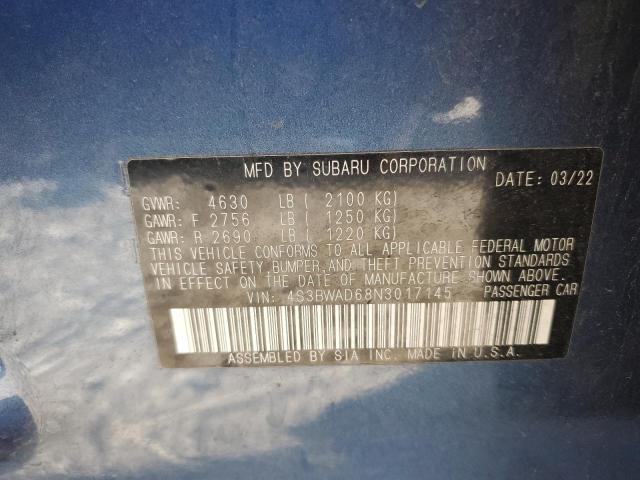 MFD BY SUBARU CORPORATION DATE: 03/22
GVWR: 4630 LB ( 2100 KG)
GAWR: F 2756 LB ( 1250 KG)
GAWR: R 2690 LB ( 1220 KG)
THIS VEHICLE CONFORMS TO ALL APPLICABLE FEDERAL MOTOR
VEHICLE SAFETY, BUMPER, AND THEFT PREVENTION STANDARDS
IN EFFECT ON THE DATE OF MANUFACTURE SHOWN ABOVE.
VIN: 4S3BWAD68N3017145 PASSENGER CAR
ASSEMBLED BY SIA INC. MADE IN U.S.A.